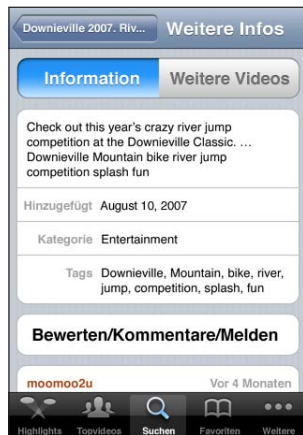 Downieville 2007. Riv... Weitere Infos
Information Weitere Videos
Check out this year's crazy river jump
competition at the Downieville Classic. ...
Downieville Mountain bike river jump
competition splash fun
Hinzugefügt August 10, 2007
Kategorie Entertainment
Tags Downieville, Mountain, bike, river,
jump, competition, splash, fun
Bewerten/Kommentare/Melden
moomoo2u Vor 4 Monaten
Highlights Topvideos Suchen Favoriten Weitere